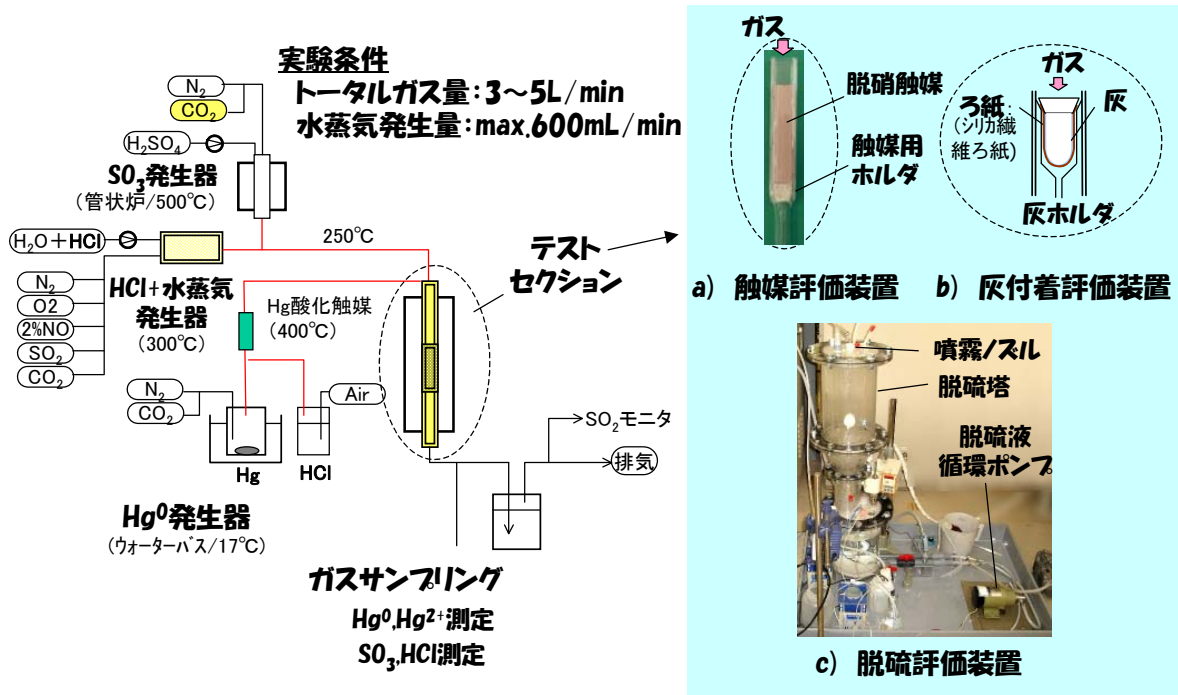 実験条件
トータルガス量:3～5L/min
水蒸気発生量:max.600mL/min
N₂
CO₂
H₂SO₄
SO₃発生器
(管状炉/500℃)
H₂O+HCl
250℃
N₂
O2
2%NO
SO₂
CO₂
HCl+水蒸気
発生器
(300℃)
Hg酸化触媒
(400℃)
テスト
セクション
N₂
CO₂
Air
Hg
HCl
Hg⁰発生器
(ウォーターバス/17℃)
SO₂モニタ
排気
ガスサンプリング
Hg⁰,Hg²⁺測定
SO₃,HCl測定
ガス
脱硝触媒
触媒用
ホルダ
a) 触媒評価装置
ガス
ろ紙
(シリカ繊
維ろ紙)
灰
灰ホルダ
b) 灰付着評価装置
噴霧ノズル
脱硫塔
脱硫液
循環ポンプ
c) 脱硫評価装置